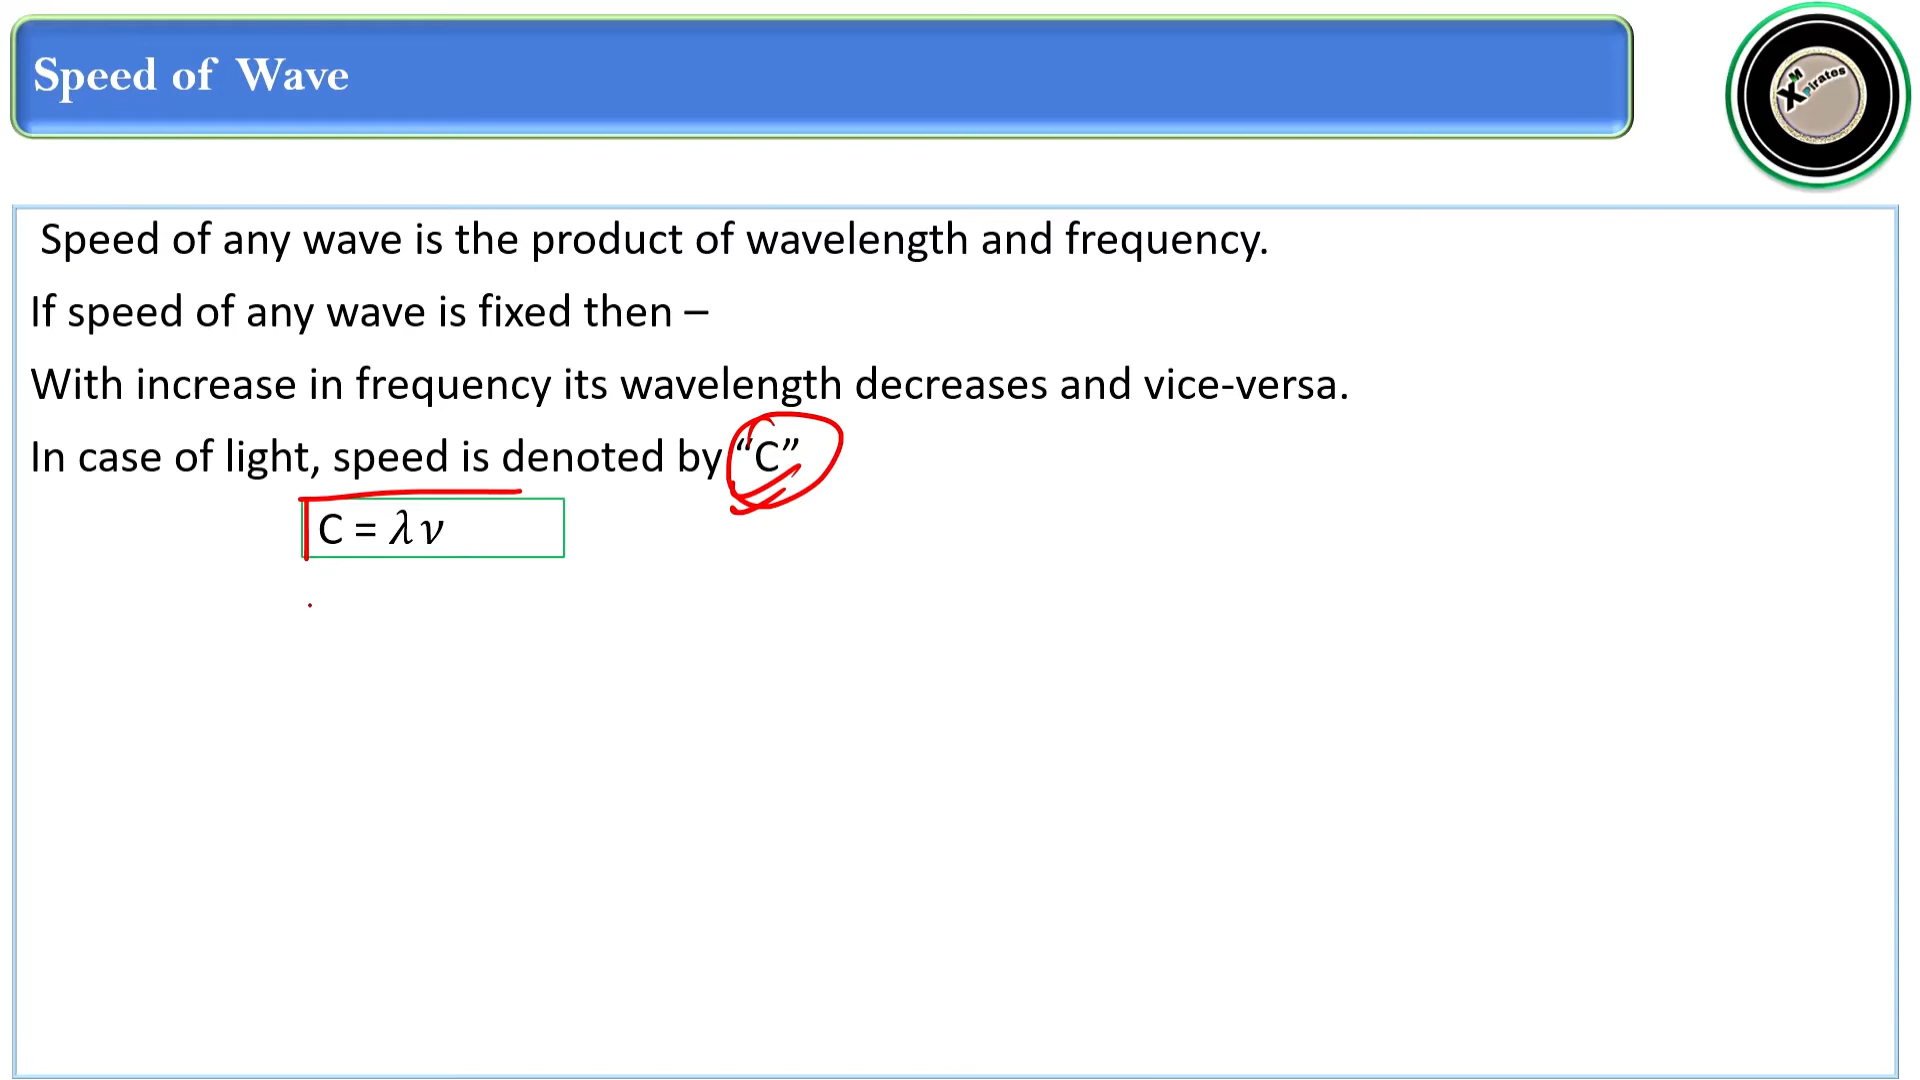 Speed of Wave
XM Pirates
Speed of any wave is the product of wavelength and frequency.
If speed of any wave is fixed then –
With increase in frequency its wavelength decreases and vice-versa.
In case of light, speed is denoted by “C”
C = λ ν